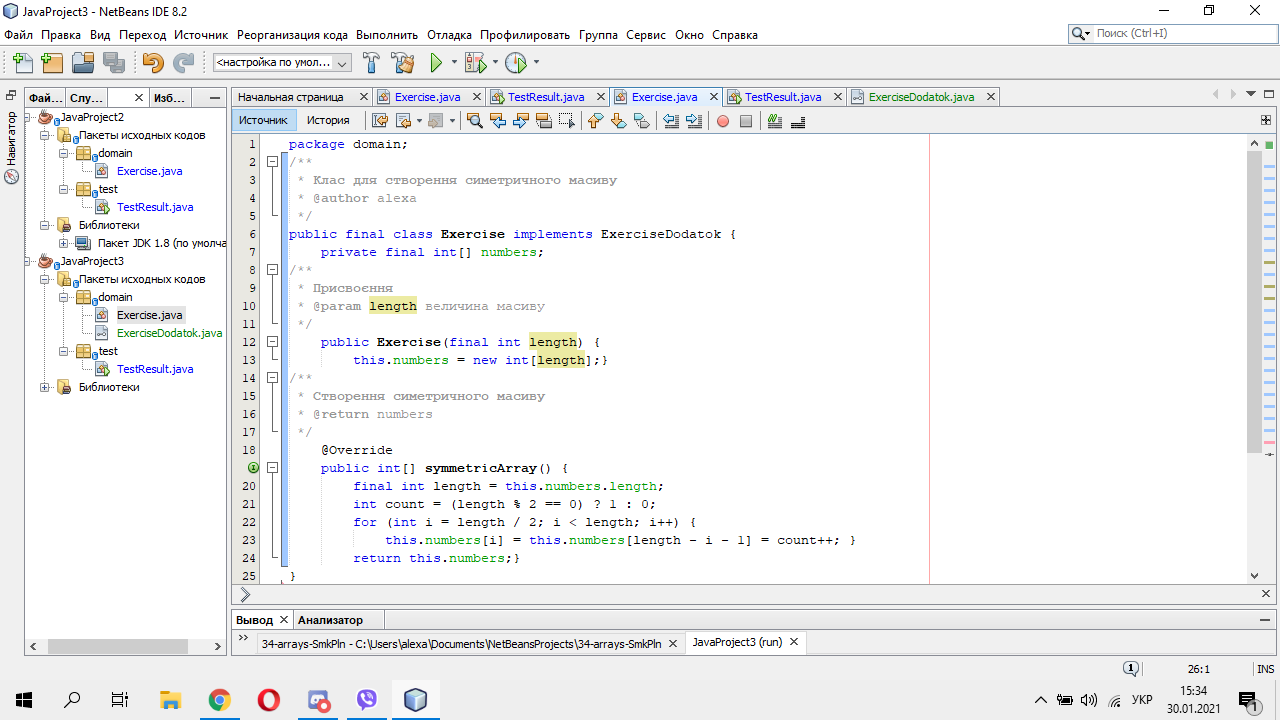 JavaProject3 - NetBeans IDE 8.2
Файл Правка Вид Переход Источник Реорганизация кода Выполнить Отладка Профилировать Группа Сервис Окно Справка
Поиск (Ctrl+I)
<настройка по умол...
Фай... Слу... Изб...
Начальная страница Exercise.java TestResult.java Exercise.java TestResult.java ExerciseDodatok.java
Источник История
Навигатор
JavaProject2
Пакеты исходных кодов
domain
Exercise.java
test
TestResult.java
Библиотеки
Пакет JDK 1.8 (по умолча
JavaProject3
Пакеты исходных кодов
domain
Exercise.java
ExerciseDodatok.java
test
TestResult.java
Библиотеки
1 package domain;
2 /**
3 * Клас для створення симетричного масиву
4 * @author alexa
5 */
6 public final class Exercise implements ExerciseDodatok {
7 private final int[] numbers;
8 /**
9 * Присвоєння
10 * @param length величина масиву
11 */
12 public Exercise(final int length) {
13 this.numbers = new int[length];}
14 /**
15 * Створення симетричного масиву
16 * @return numbers
17 */
18 @Override
public int[] symmetricArray() {
20 final int length = this.numbers.length;
21 int count = (length % 2 == 0) ? 1 : 0;
22 for (int i = length / 2; i < length; i++) {
23 this.numbers[i] = this.numbers[length - i - 1] = count++; }
24 return this.numbers;}
25 }
Вывод Анализатор
34-arrays-SmkPln - C:\Users\alexa\Documents\NetBeansProjects\34-arrays-SmkPln JavaProject3 (run)
1 26:1 INS
УКР 15:34
30.01.2021 1